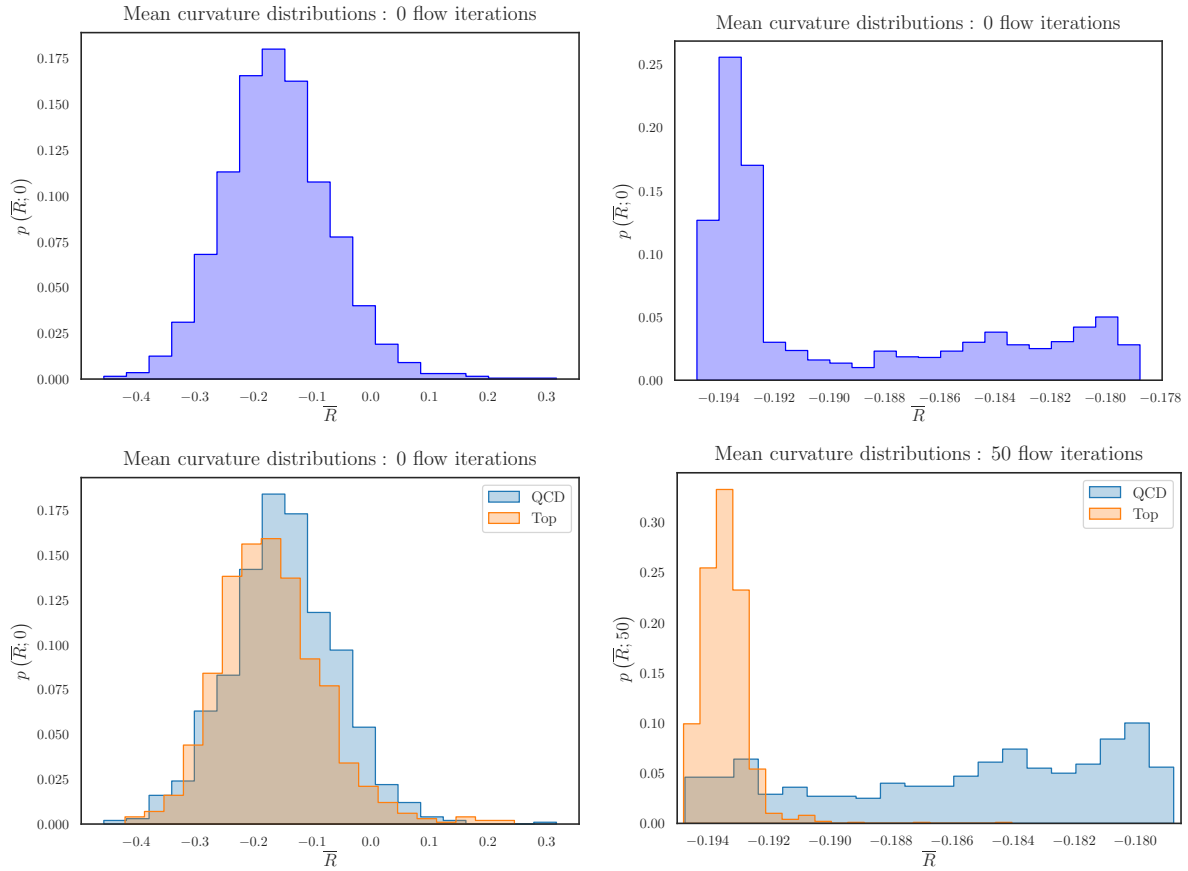 Mean curvature distributions : 0 flow iterations
p (R̅; 0)
0.175
0.150
0.125
0.100
0.075
0.050
0.025
0.000
−0.4 −0.3 −0.2 −0.1 0.0 0.1 0.2 0.3
R̅
Mean curvature distributions : 0 flow iterations
p (R̅; 0)
0.25
0.20
0.15
0.10
0.05
0.00
−0.194 −0.192 −0.190 −0.188 −0.186 −0.184 −0.182 −0.180 −0.178
R̅
Mean curvature distributions : 0 flow iterations
QCD
Top
p (R̅; 0)
0.175
0.150
0.125
0.100
0.075
0.050
0.025
0.000
−0.4 −0.3 −0.2 −0.1 0.0 0.1 0.2 0.3
R̅
Mean curvature distributions : 50 flow iterations
QCD
Top
p (R̅; 50)
0.30
0.25
0.20
0.15
0.10
0.05
0.00
−0.194 −0.192 −0.190 −0.188 −0.186 −0.184 −0.182 −0.180
R̅